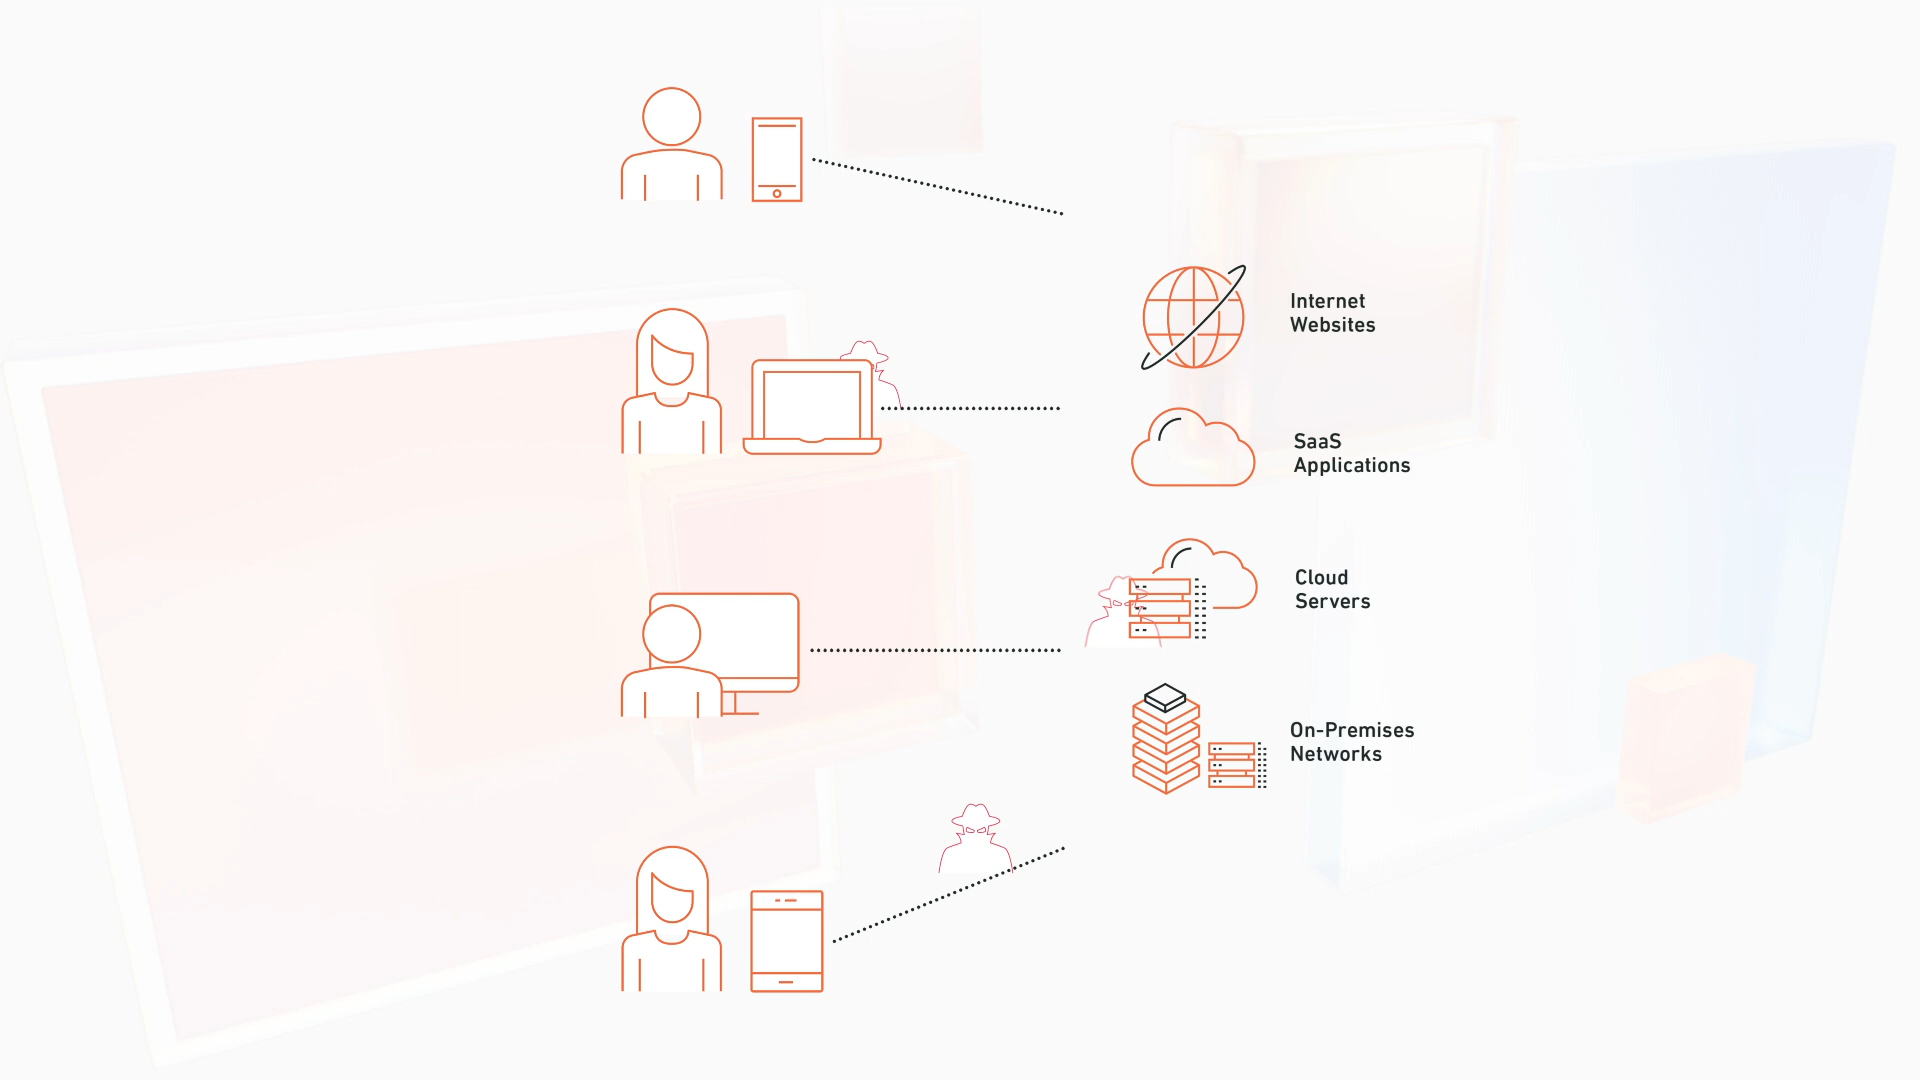 Internet
Websites
SaaS
Applications
Cloud
Servers
On-Premises
Networks